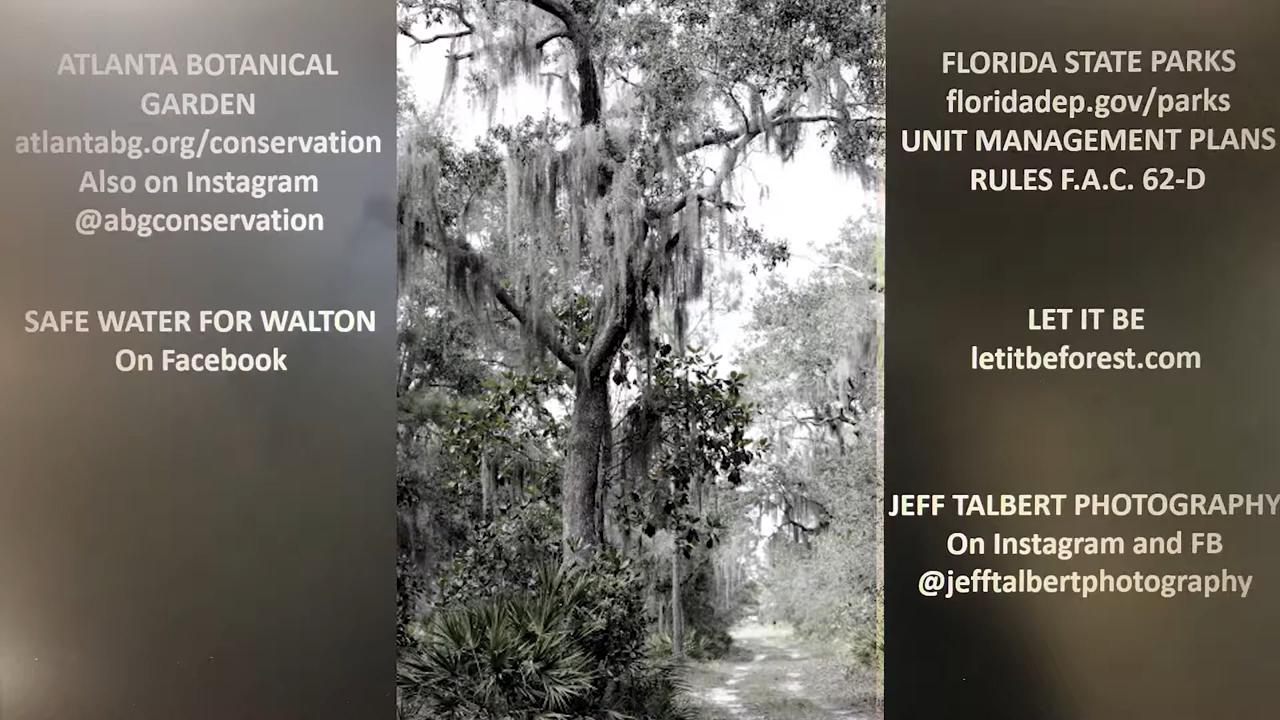 ATLANTA BOTANICAL
GARDEN
atlantabg.org/conservation
Also on Instagram
@abgconservation
SAFE WATER FOR WALTON
On Facebook
FLORIDA STATE PARKS
floridadep.gov/parks
UNIT MANAGEMENT PLANS
RULES F.A.C. 62-D
LET IT BE
letitbeforest.com
JEFF TALBERT PHOTOGRAPHY
On Instagram and FB
@jefftalbertphotography